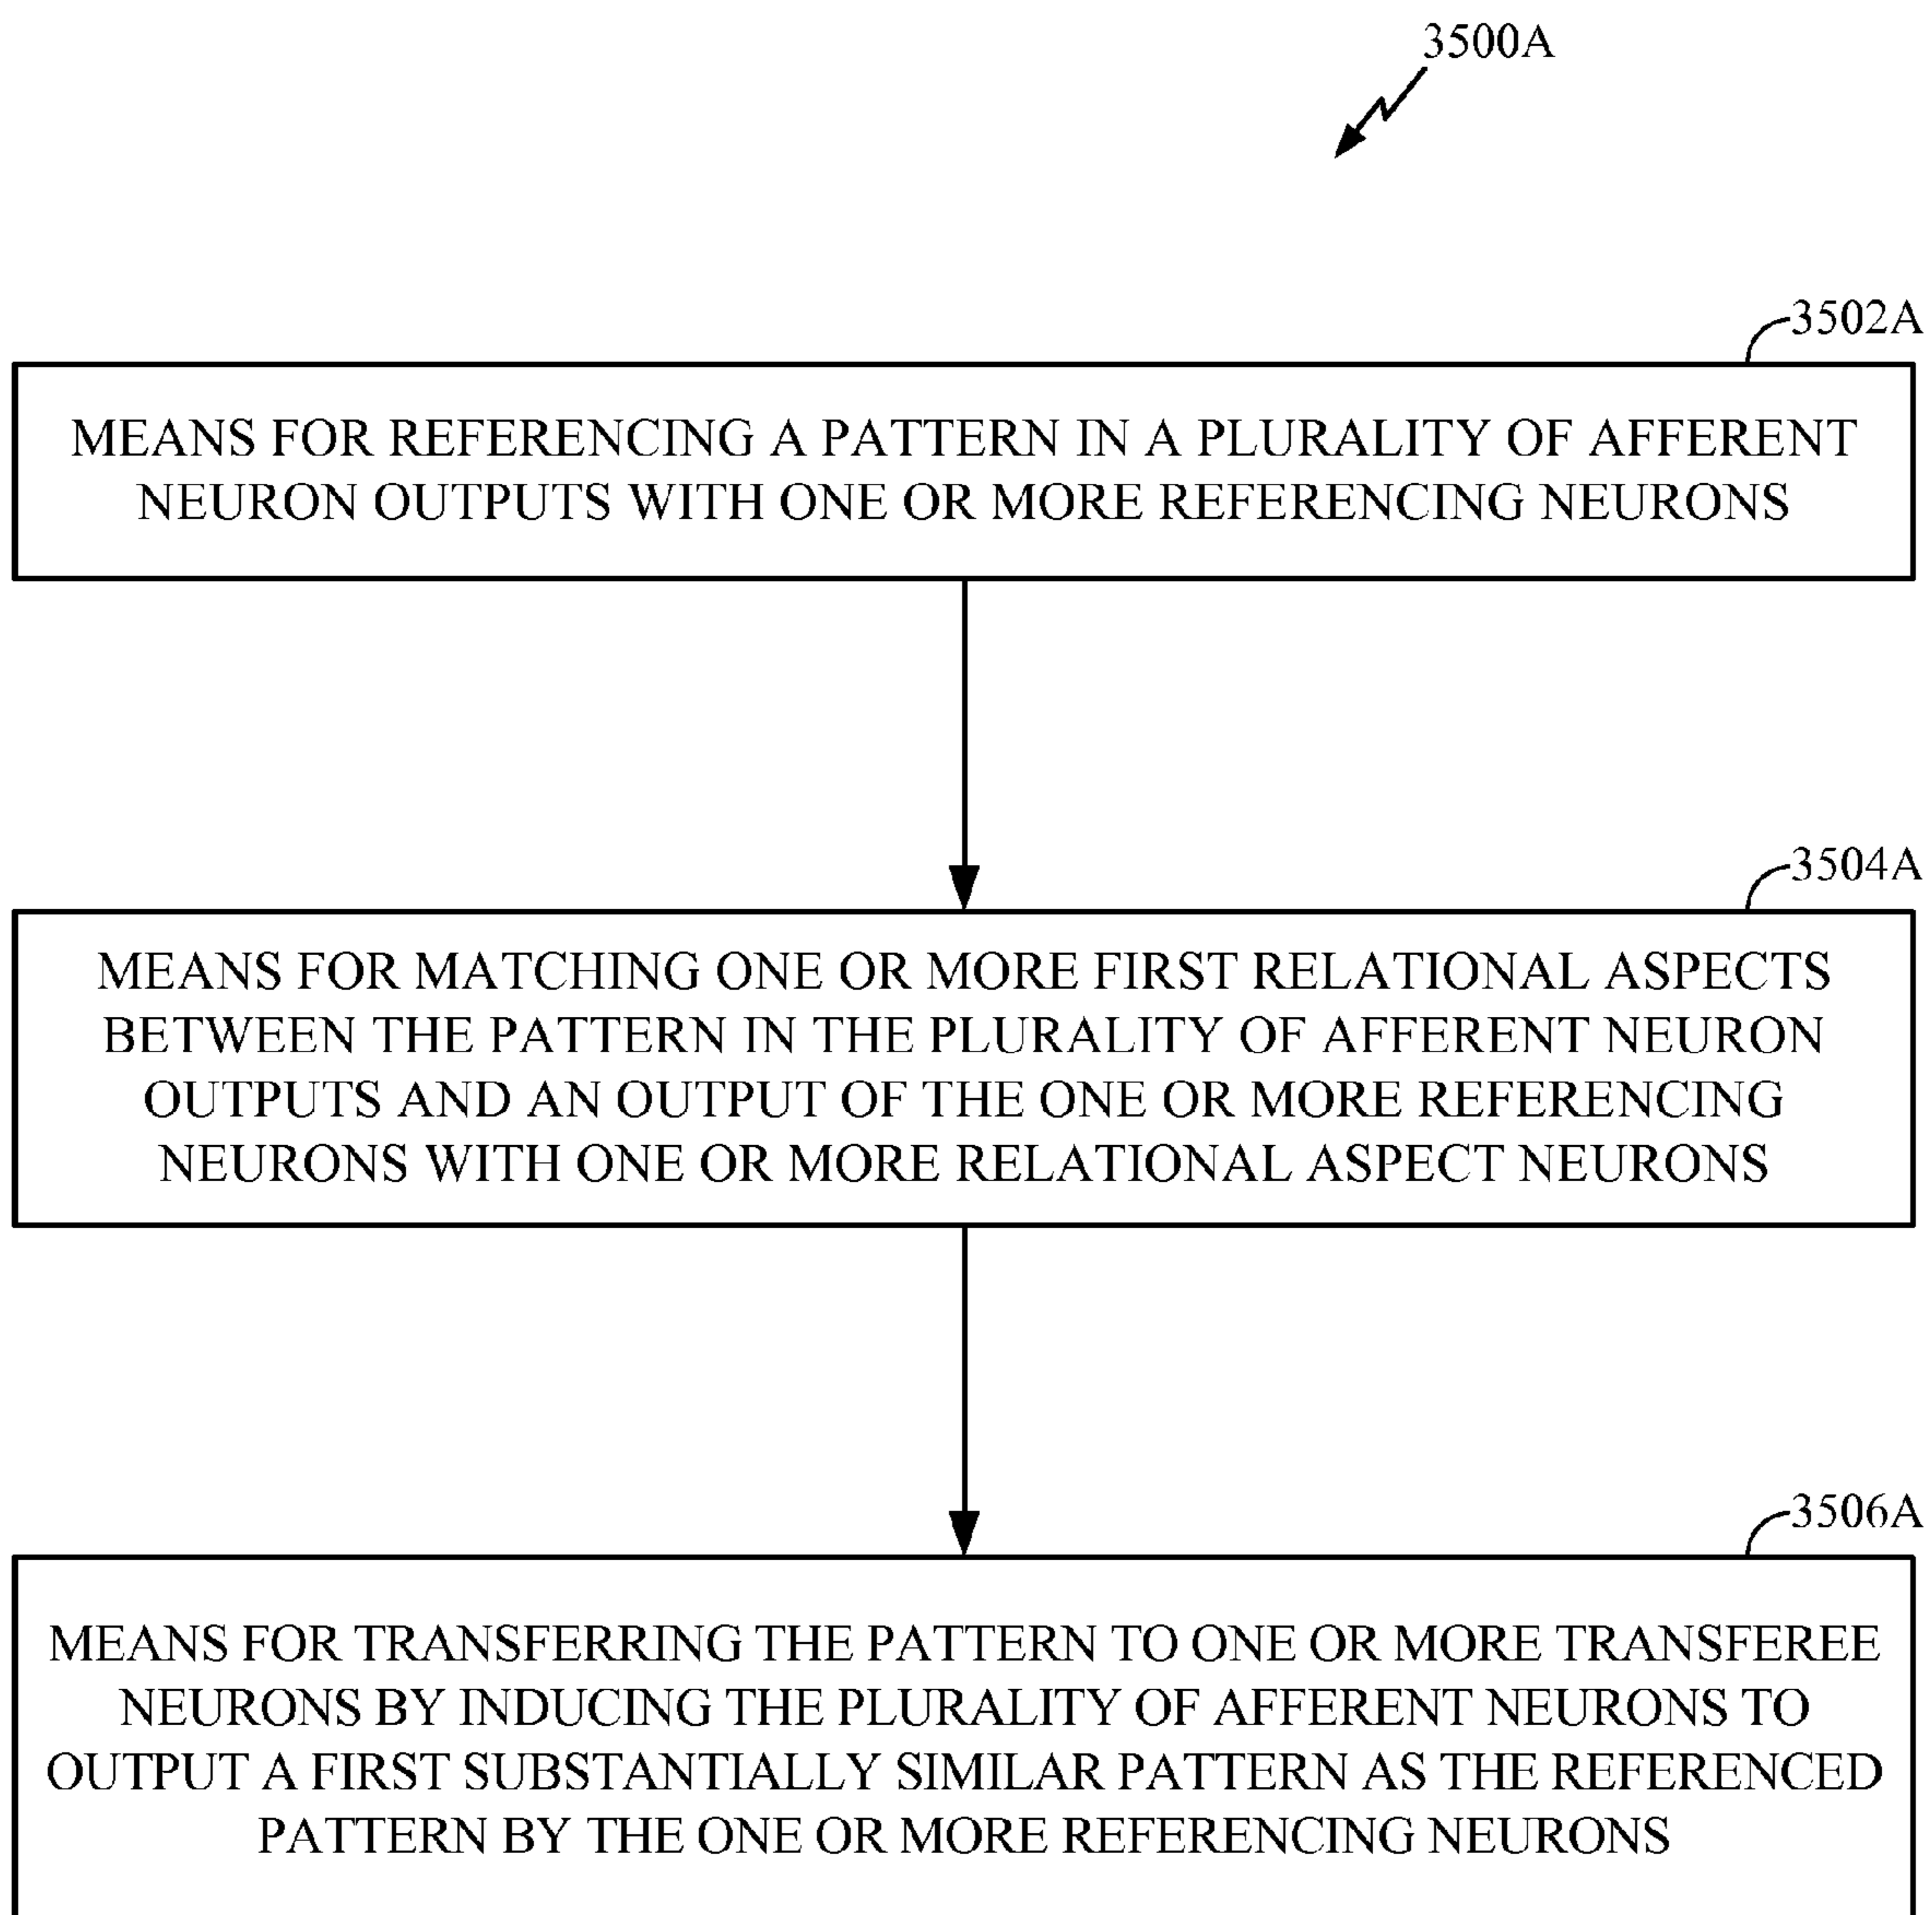 3500A
3502A
MEANS FOR REFERENCING A PATTERN IN A PLURALITY OF AFFERENT
NEURON OUTPUTS WITH ONE OR MORE REFERENCING NEURONS
3504A
MEANS FOR MATCHING ONE OR MORE FIRST RELATIONAL ASPECTS
BETWEEN THE PATTERN IN THE PLURALITY OF AFFERENT NEURON
OUTPUTS AND AN OUTPUT OF THE ONE OR MORE REFERENCING
NEURONS WITH ONE OR MORE RELATIONAL ASPECT NEURONS
3506A
MEANS FOR TRANSFERRING THE PATTERN TO ONE OR MORE TRANSFEREE
NEURONS BY INDUCING THE PLURALITY OF AFFERENT NEURONS TO
OUTPUT A FIRST SUBSTANTIALLY SIMILAR PATTERN AS THE REFERENCED
PATTERN BY THE ONE OR MORE REFERENCING NEURONS